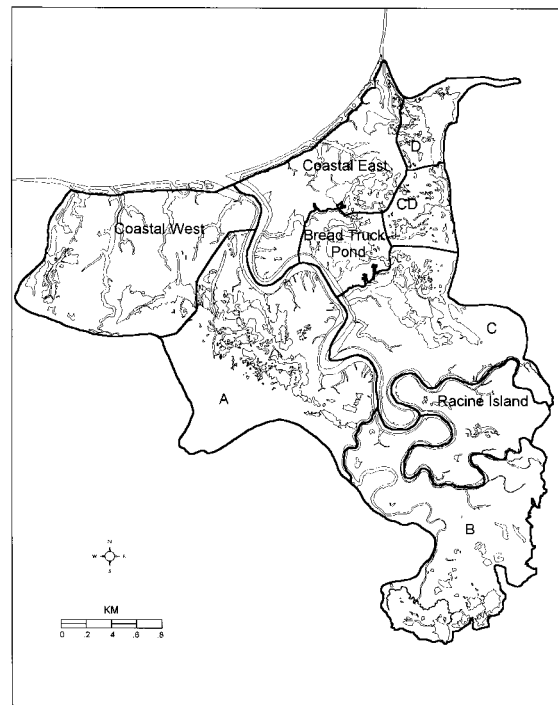 D
Coastal East
CD
Coastal West
Bread Truck
Pond
C
A
Racine Island
B
N
W
E
S
KM
0 .2 .4 .6 .8